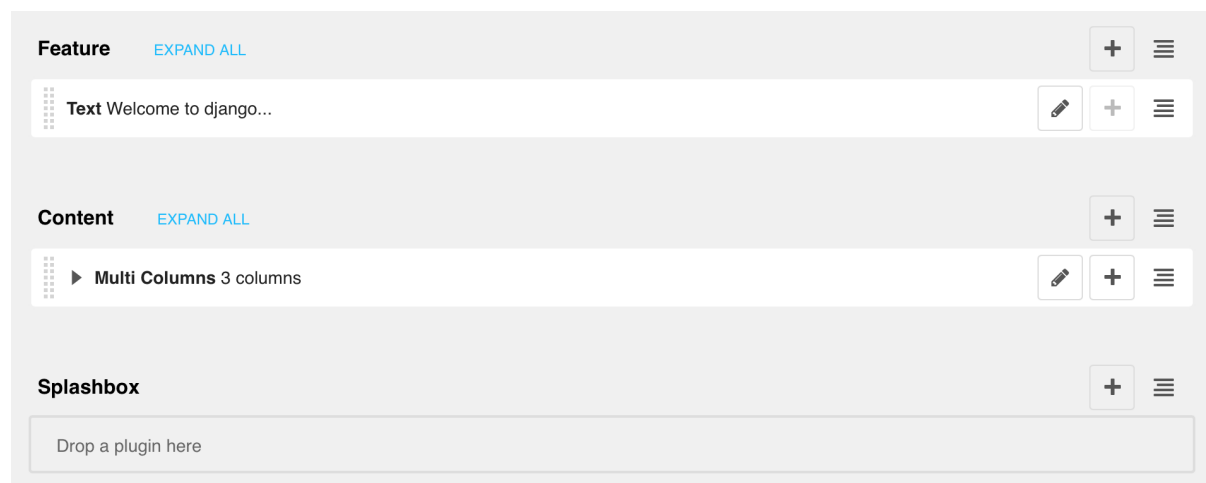 Feature EXPAND ALL
Text Welcome to django...
Content EXPAND ALL
Multi Columns 3 columns
Splashbox
Drop a plugin here